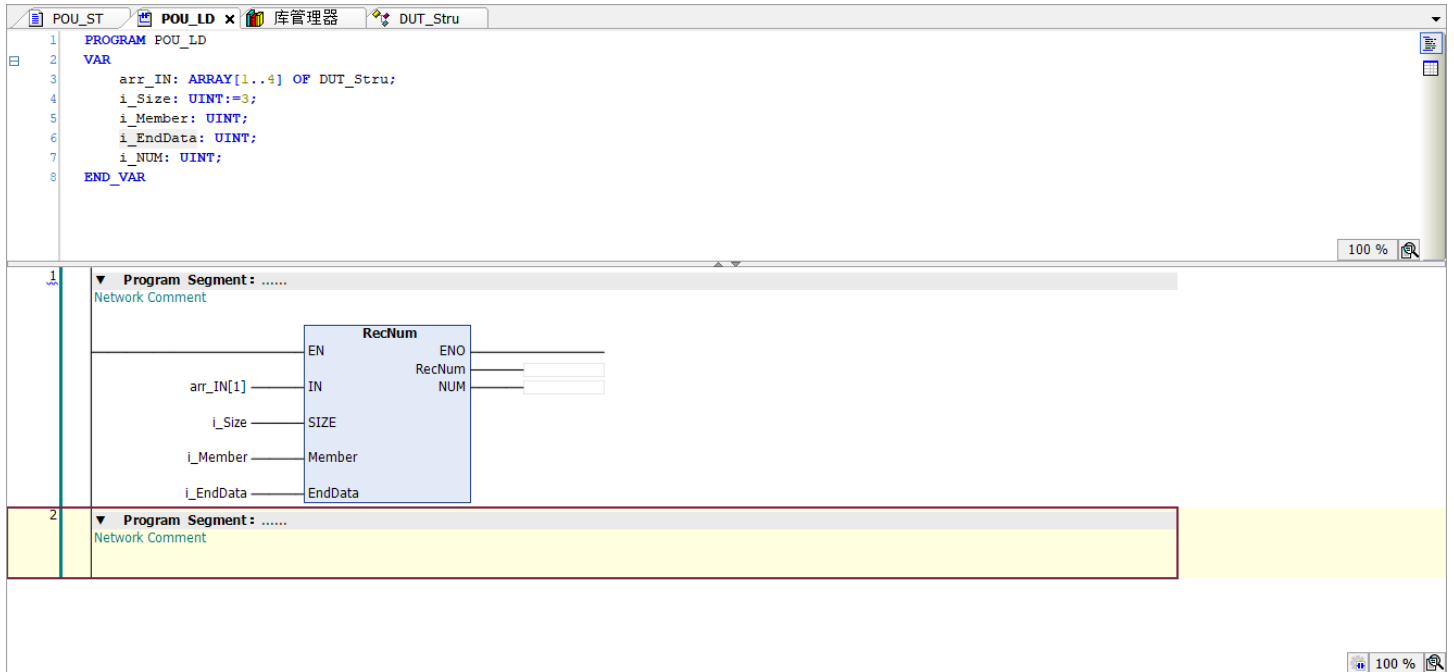 POU_ST POU_LD x 库管理器 DUT_Stru
1 PROGRAM POU_LD
2 VAR
3 arr_IN: ARRAY[1..4] OF DUT_Stru;
4 i_Size: UINT:=3;
5 i_Member: UINT;
6 i_EndData: UINT;
7 i_NUM: UINT;
8 END_VAR
100 %
1 ▼ Program Segment: ......
Network Comment
RecNum
EN ENO
RecNum
arr_IN[1] IN NUM
i_Size SIZE
i_Member Member
i_EndData EndData
2 ▼ Program Segment: ......
Network Comment
100 %